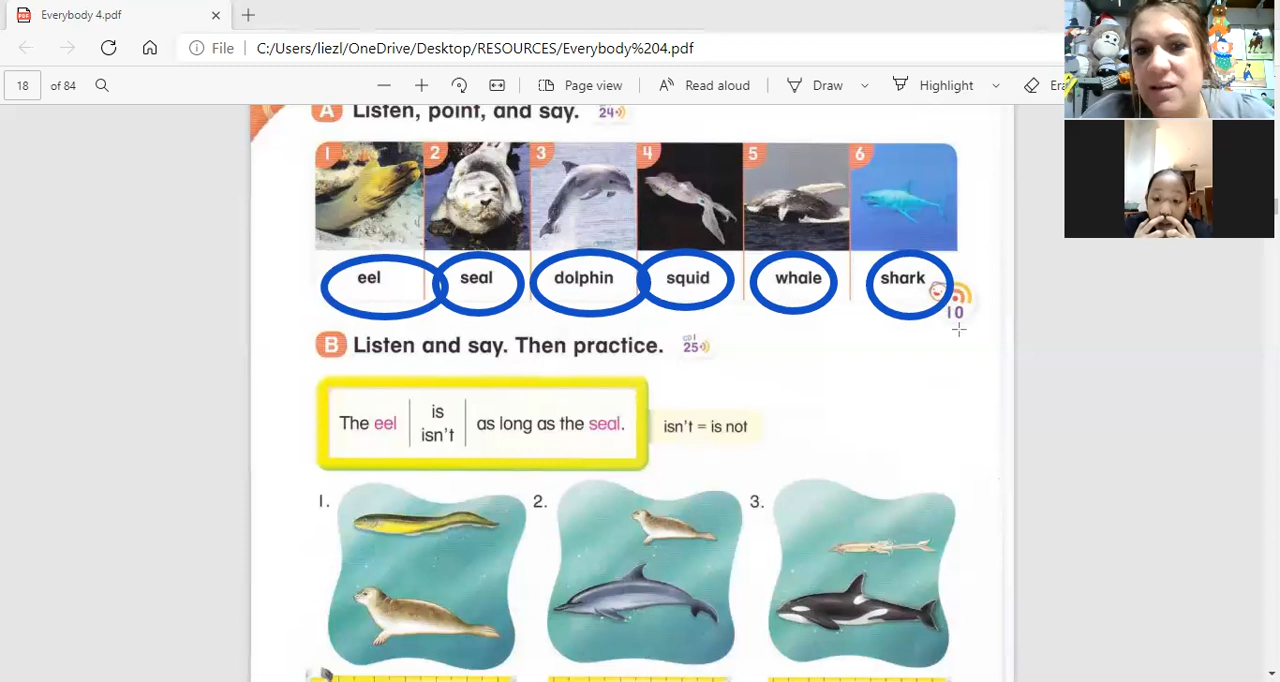 Everybody 4.pdf
File C:/Users/liezl/OneDrive/Desktop/RESOURCES/Everybody%204.pdf
18 of 84 Page view Read aloud Draw Highlight
A Listen, point, and say. 24
1 2 3 4 5 6
eel seal dolphin squid whale shark
10
B Listen and say. Then practice. CD1 25
The eel is isn't as long as the seal. isn't = is not
1. 2. 3.